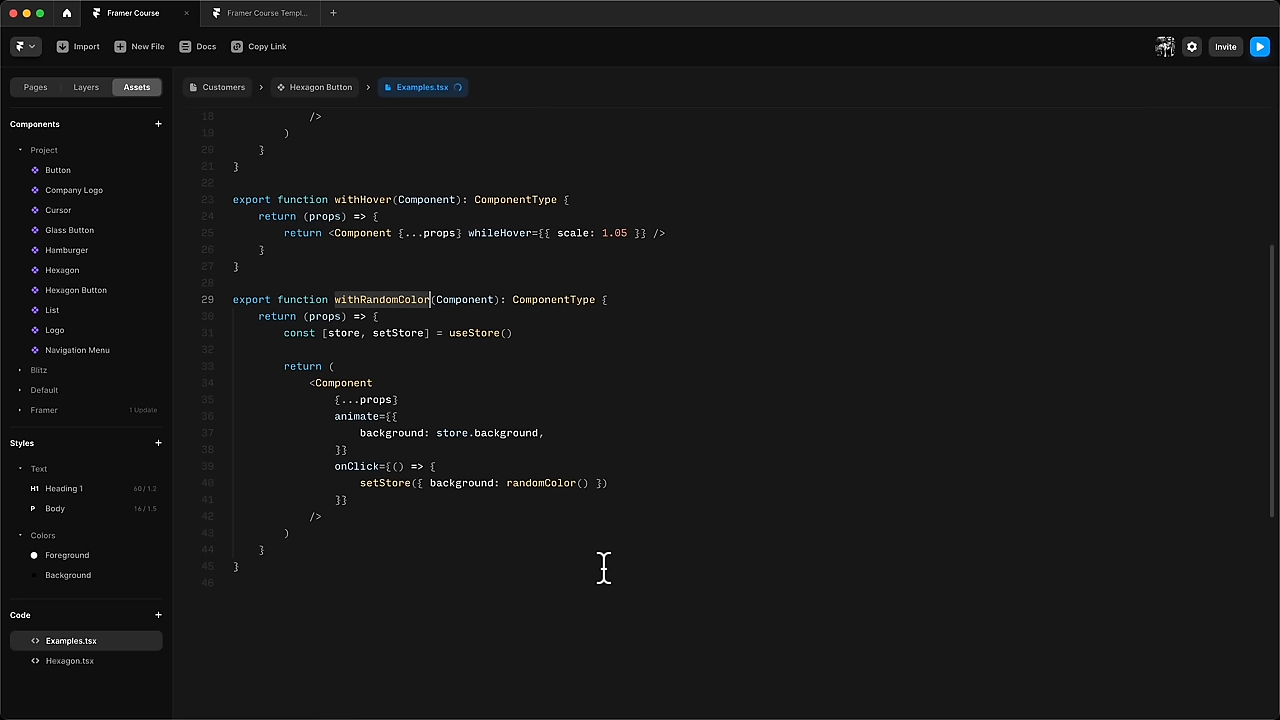 Framer Course
Framer Course Templ...
Import
New File
Docs
Copy Link
Invite
Pages
Layers
Assets
Customers
Hexagon Button
Examples.tsx
Components
Project
Button
Company Logo
Cursor
Glass Button
Hamburger
Hexagon
Hexagon Button
List
Logo
Navigation Menu
Blitz
Default
Framer 1 Update
Styles
Text
H1 Heading 1 60 / 1.2
P Body 16 / 1.5
Colors
Foreground
Background
Code
Examples.tsx
Hexagon.tsx
18 />
19 )
20 }
21 }
22
23 export function withHover(Component): ComponentType {
24 return (props) => {
25 return <Component {...props} whileHover={{ scale: 1.05 }} />
26 }
27 }
28
29 export function withRandomColor(Component): ComponentType {
30 return (props) => {
31 const [store, setStore] = useStore()
32
33 return (
34 <Component
35 {...props}
36 animate={{
37 background: store.background,
38 }}
39 onClick={() => {
40 setStore({ background: randomColor() })
41 }}
42 />
43 )
44 }
45 }
46